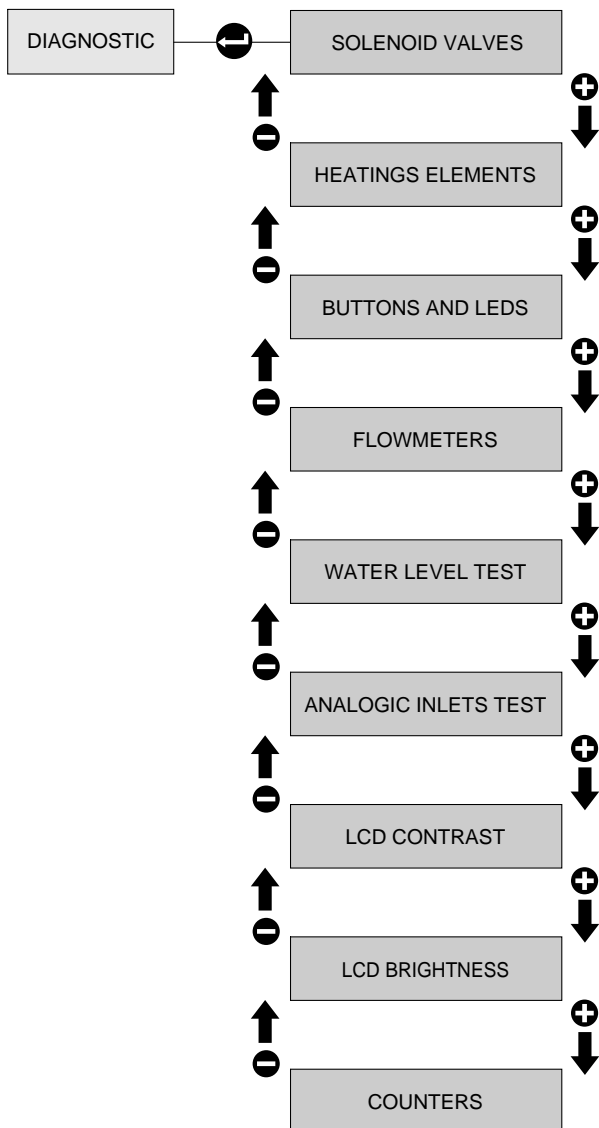 DIAGNOSTIC
SOLENOID VALVES
HEATINGS ELEMENTS
BUTTONS AND LEDS
FLOWMETERS
WATER LEVEL TEST
ANALOGIC INLETS TEST
LCD CONTRAST
LCD BRIGHTNESS
COUNTERS